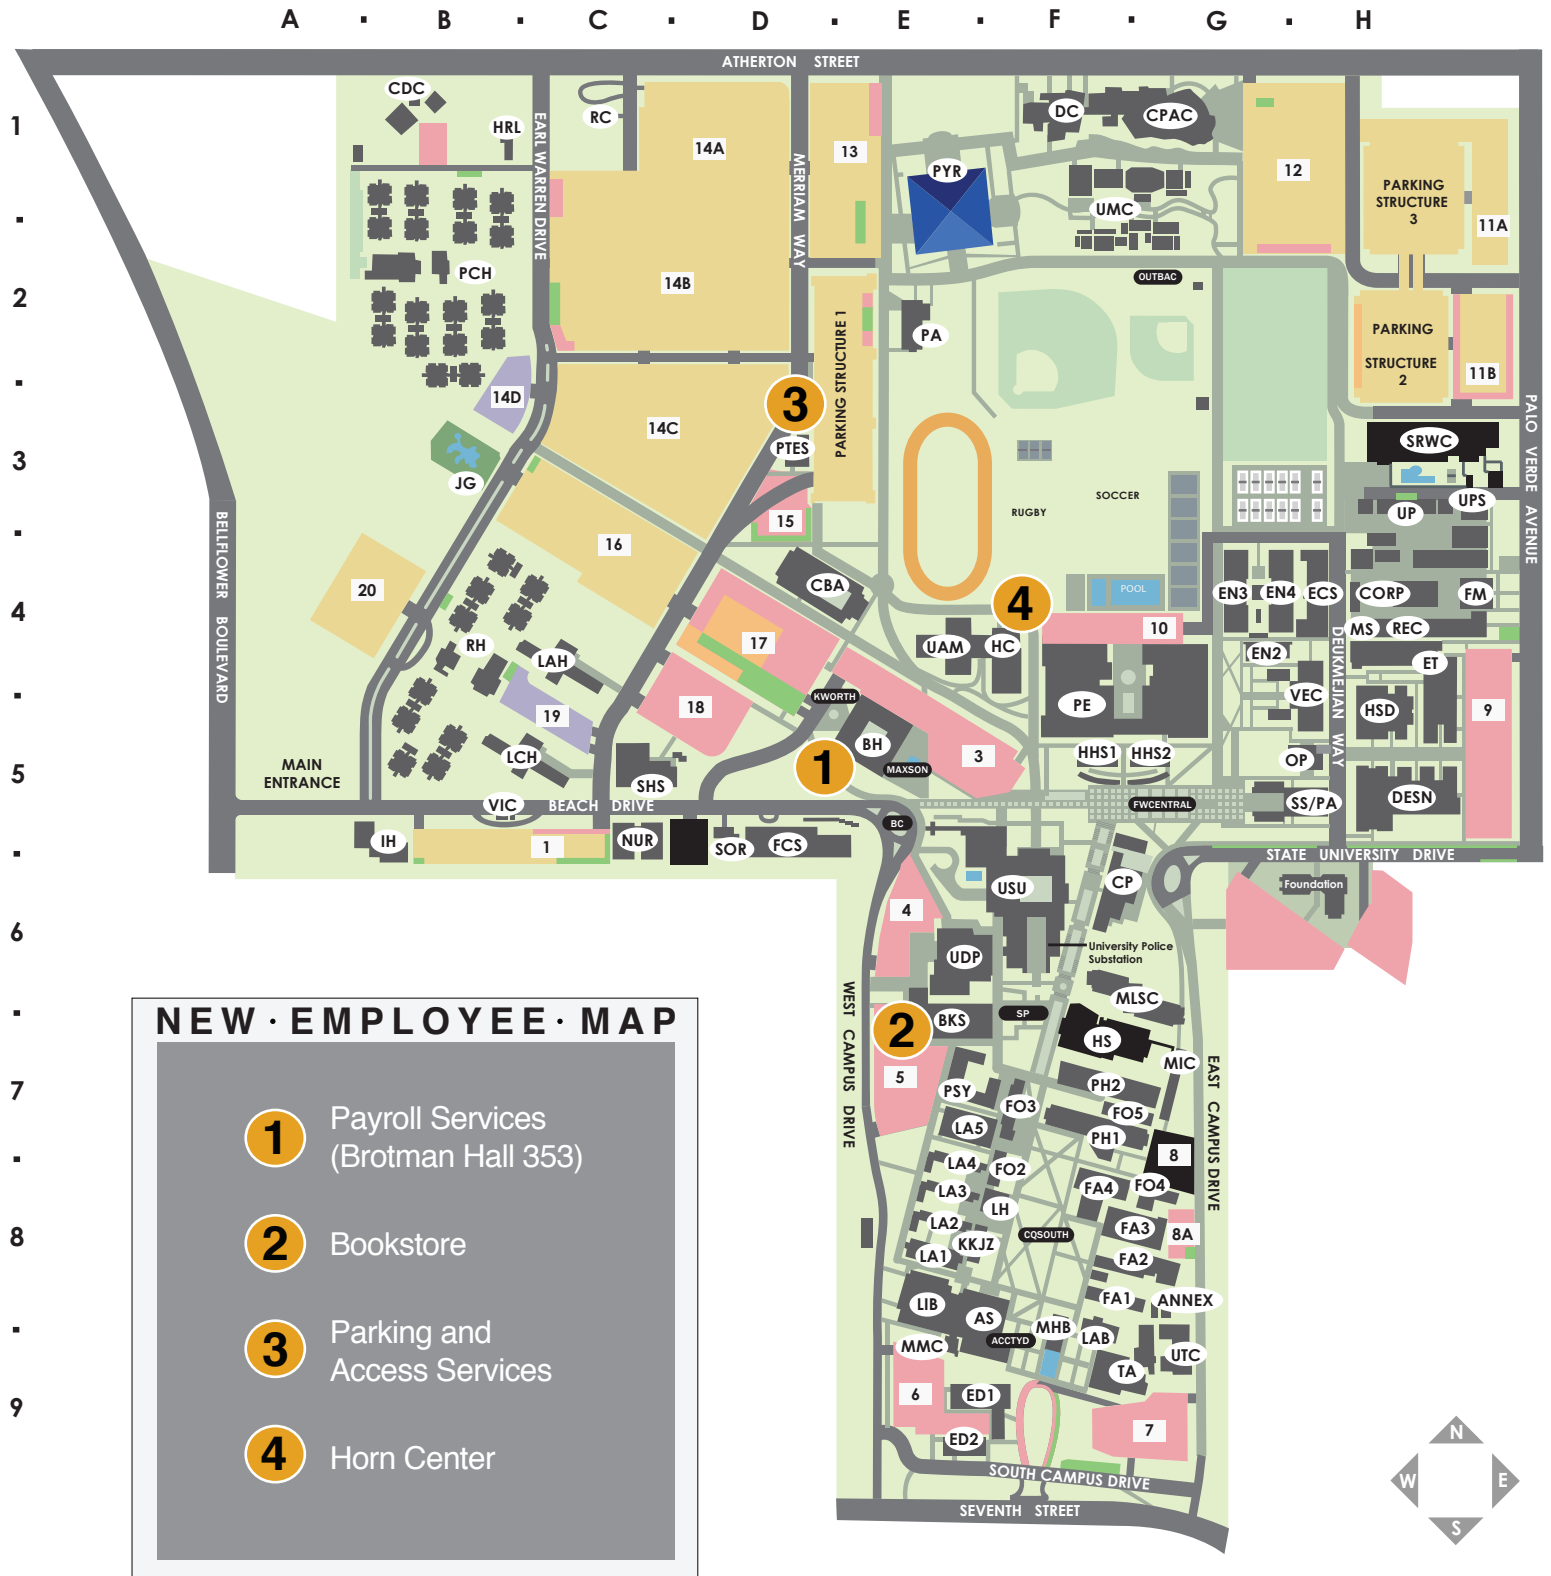 A · B · C · D · E · F · G · H
ATHERTON STREET
1
CDC
HRL
EARL WARREN DRIVE
RC
14A
MERRIAM WAY
13
PYR
DC
CPAC
UMC
12
PARKING
STRUCTURE
3
11A
·
2
PCH
14B
PARKING STRUCTURE 1
PA
OUTBAC
PARKING
STRUCTURE
2
11B
·
14D
14C
3
PTES
PALO VERDE AVENUE
SRWC
3
JG
BELLFLOWER BOULEVARD
15
RUGBY
SOCCER
UP
UPS
·
16
20
CBA
4
POOL
EN3
EN4
ECS
CORP
FM
4
RH
LAH
17
UAM
HC
10
EN2
DEUKMEJIAN WAY
MS
REC
ET
·
19
18
KWORTH
PE
VEC
HSD
9
LCH
BH
MAXSON
3
HHS1
HHS2
OP
5
MAIN
ENTRANCE
SHS
1
VIC
BEACH DRIVE
FWCENTRAL
SS/PA
DESN
·
IH
1
NUR
SOR
FCS
BC
STATE UNIVERSITY DRIVE
USU
CP
Foundation
6
4
UDP
University Police
Substation
WEST CAMPUS DRIVE
MLSC
·
2
BKS
SP
HS
MIC
EAST CAMPUS DRIVE
7
5
PSY
FO3
PH2
FO5
LA5
PH1
·
8
LA4
FO2
FA4
FO4
LA3
LH
8
LA2
KKJZ
CQSOUTH
FA3
8A
LA1
FA2
FA1
ANNEX
·
LIB
AS
ACCTYD
MHB
LAB
MMC
UTC
TA
9
6
ED1
7
ED2
SOUTH CAMPUS DRIVE
SEVENTH STREET
NEW · EMPLOYEE · MAP
1
Payroll Services
(Brotman Hall 353)
2
Bookstore
3
Parking and
Access Services
4
Horn Center
N
W
E
S